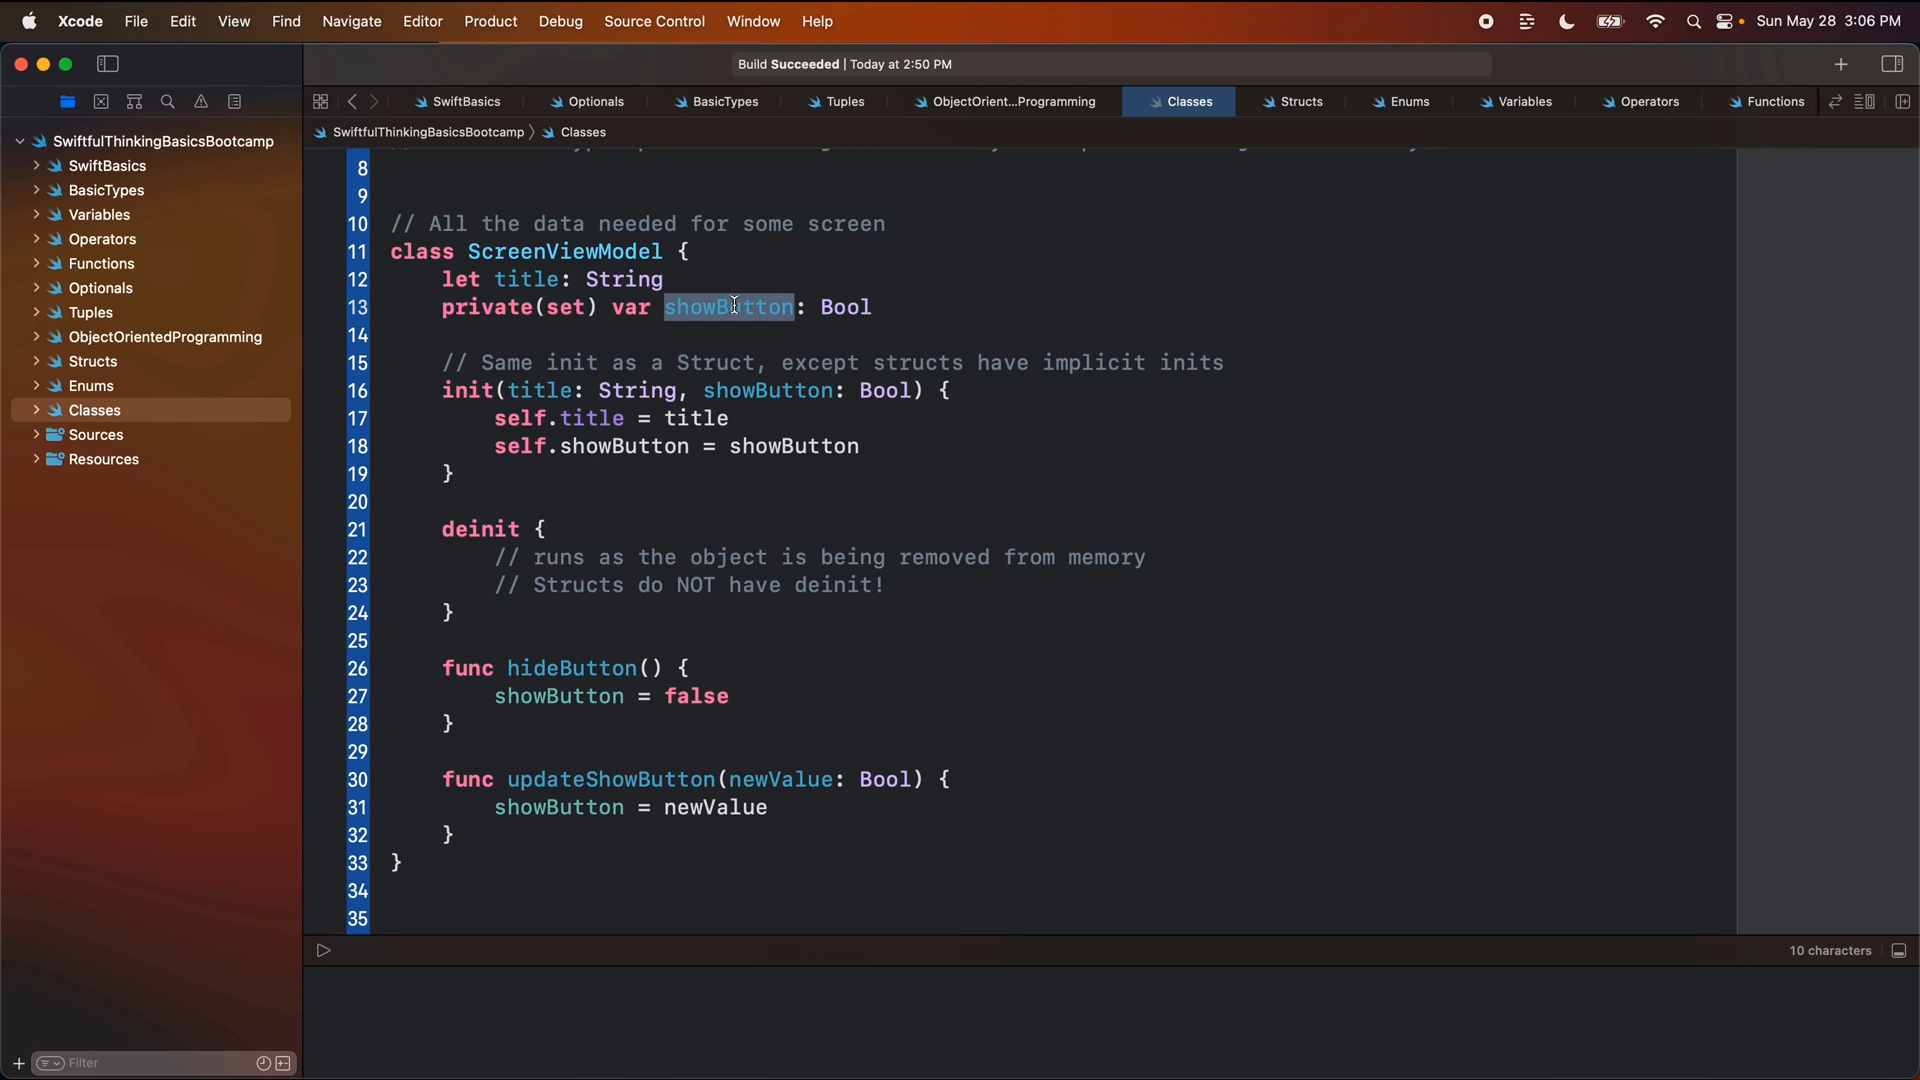 Xcode File Edit View Find Navigate Editor Product Debug Source Control Window Help Sun May 28 3:06 PM
Build Succeeded | Today at 2:50 PM
SwiftBasics Optionals BasicTypes Tuples ObjectOrient...Programming Classes Structs Enums Variables Operators Functions
SwiftfulThinkingBasicsBootcamp 〉 Classes
SwiftfulThinkingBasicsBootcamp
SwiftBasics
BasicTypes
Variables
Operators
Functions
Optionals
Tuples
ObjectOrientedProgramming
Structs
Enums
Classes
Sources
Resources
Filter
8
9
10 // All the data needed for some screen
11 class ScreenViewModel {
12     let title: String
13     private(set) var showButton: Bool
14
15     // Same init as a Struct, except structs have implicit inits
16     init(title: String, showButton: Bool) {
17         self.title = title
18         self.showButton = showButton
19     }
20
21     deinit {
22         // runs as the object is being removed from memory
23         // Structs do NOT have deinit!
24     }
25
26     func hideButton() {
27         showButton = false
28     }
29
30     func updateShowButton(newValue: Bool) {
31         showButton = newValue
32     }
33 }
34
35
10 characters